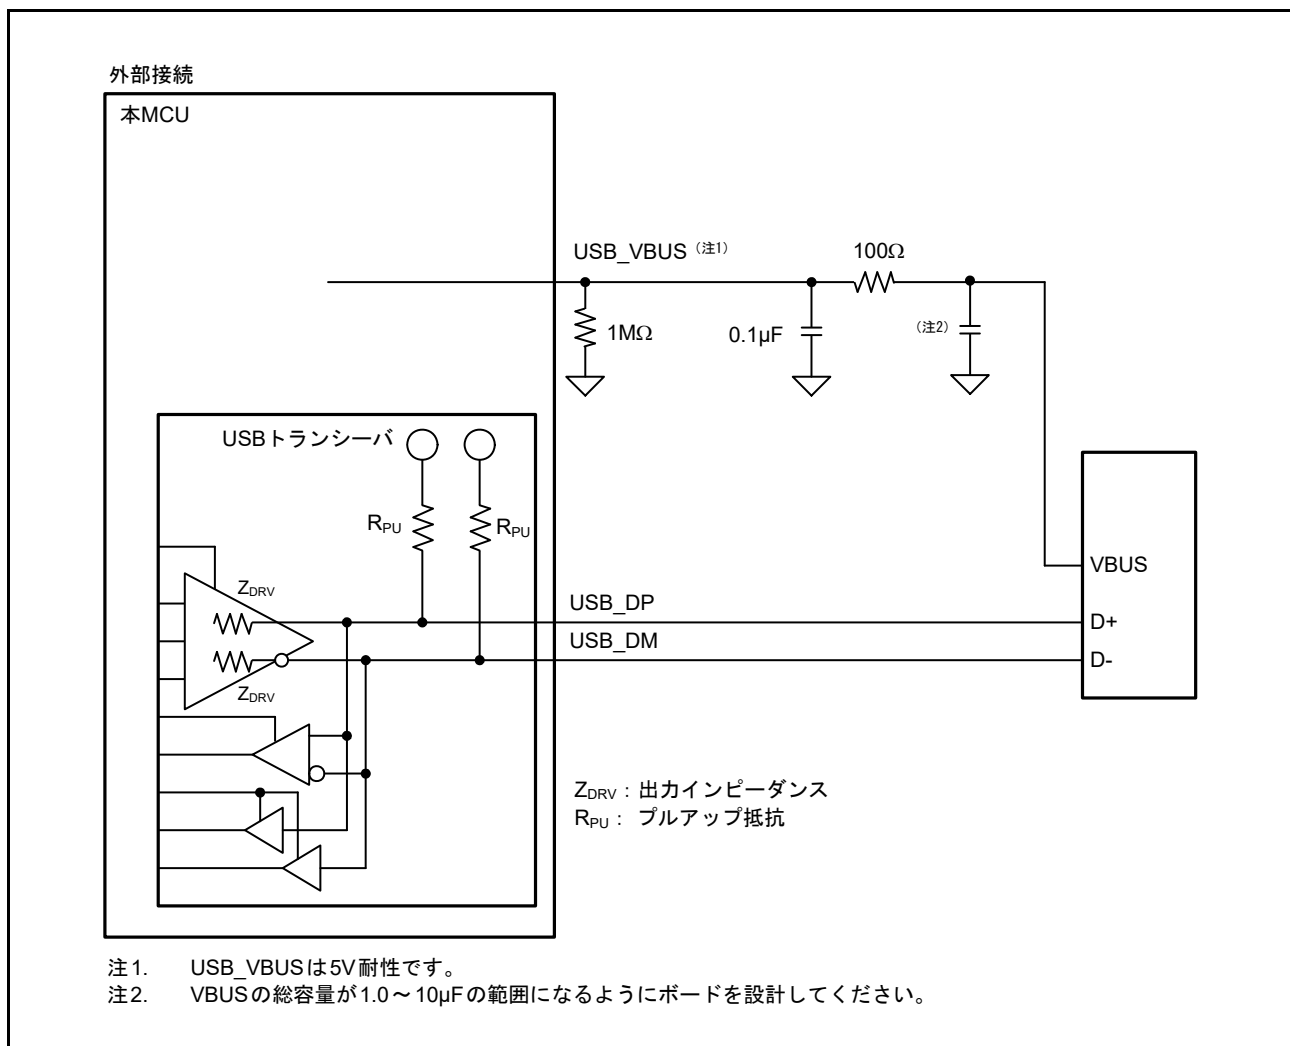 外部接続
本MCU
USB_VBUS（注1）
100Ω
1MΩ
0.1µF
（注2）
USBトランシーバ
RPU
RPU
ZDRV
ZDRV
USB_DP
USB_DM
VBUS
D+
D-
ZDRV：出力インピーダンス
RPU： プルアップ抵抗
注1. USB_VBUSは5V耐性です。
注2. VBUSの総容量が1.0～10µFの範囲になるようにボードを設計してください。